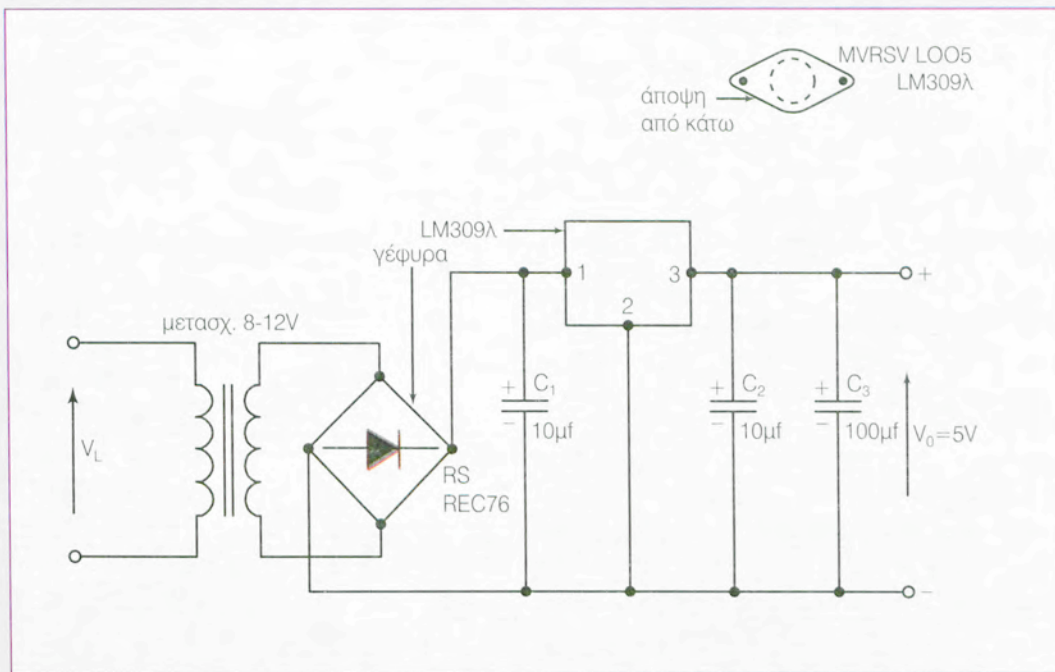 MVRSV LOO5
LM309λ
άποψη
από κάτω
LM309λ
γέφυρα
1
3
2
μετασχ. 8-12V
+
+ C₁
− 10μf
+ C₂
− 10μf
+ C₃
− 100μf
V₀=5V
V_L
RS
REC76
−